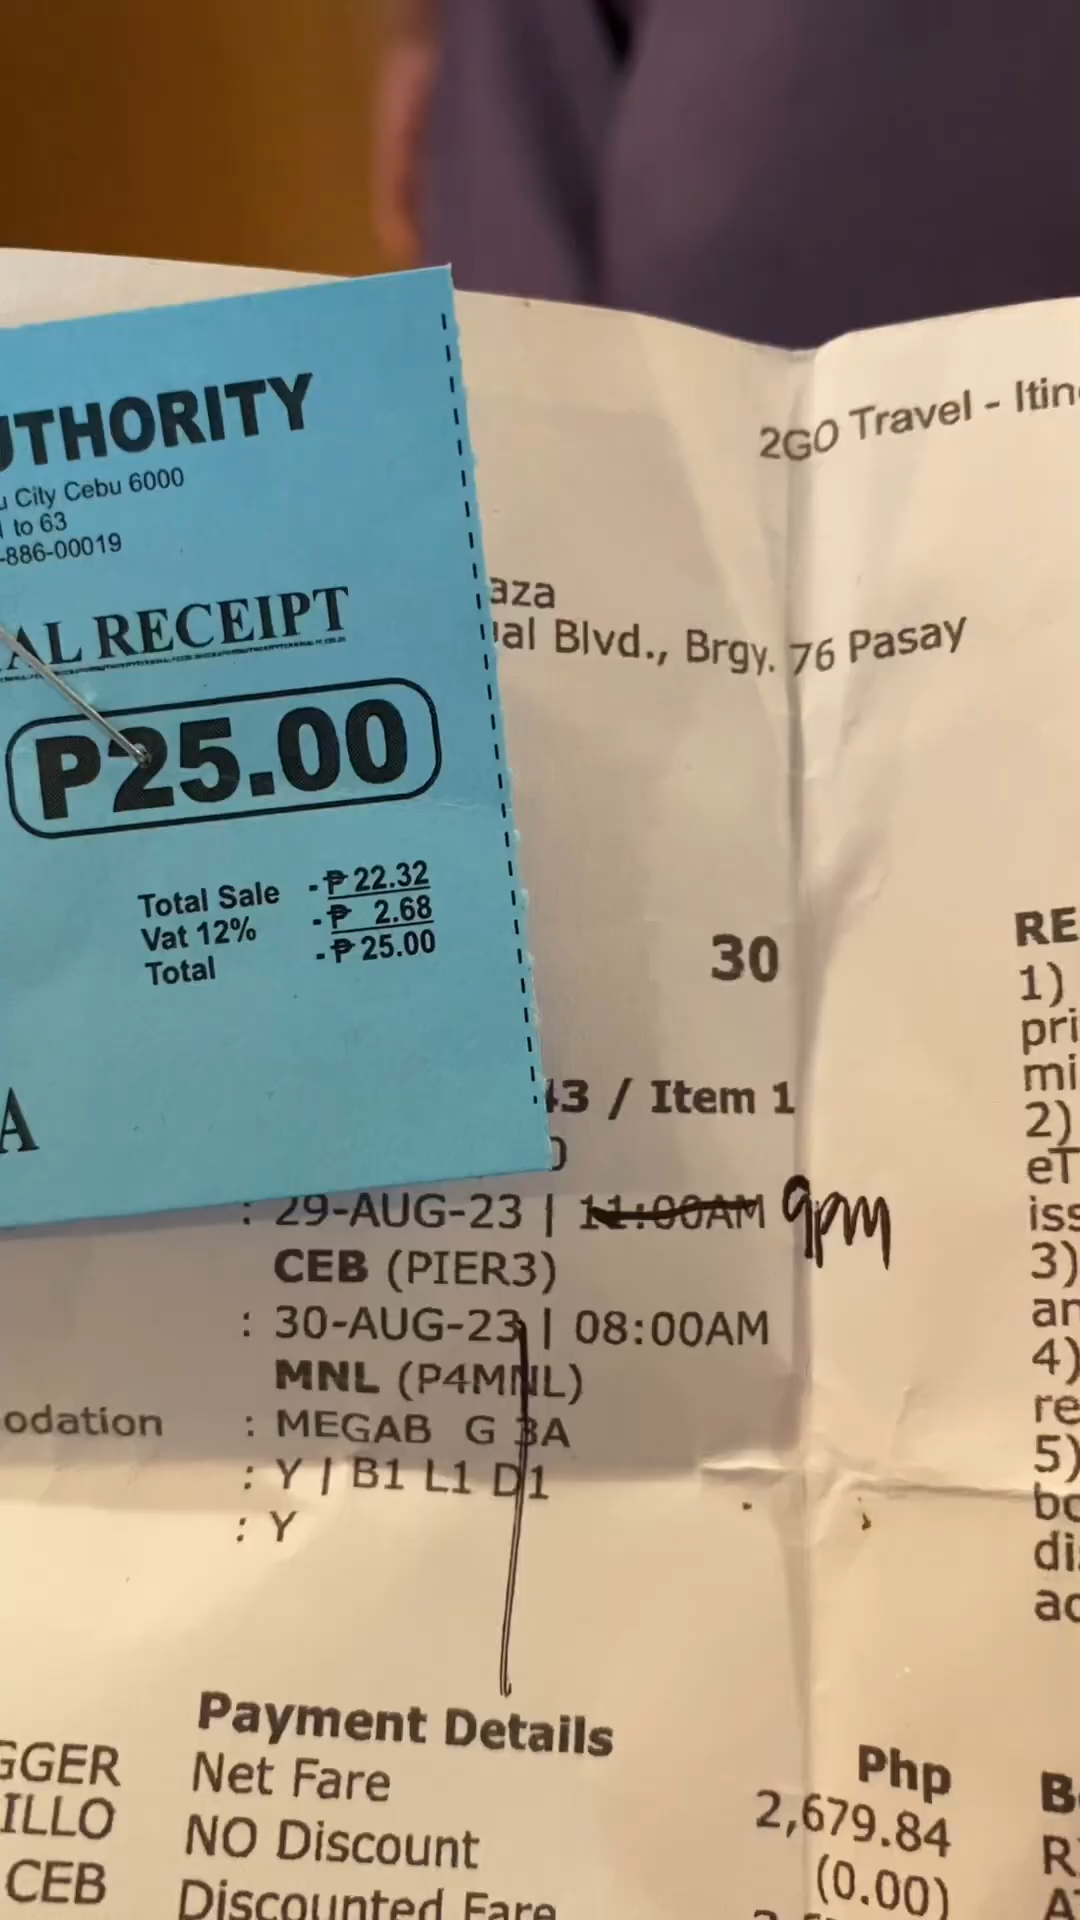 UTHORITY
u City Cebu 6000
to 63
-886-00019
AL RECEIPT
P25.00
Total Sale -₱ 22.32
Vat 12% -₱ 2.68
Total -₱ 25.00
A
2GO Travel - Itin
aza
ual Blvd., Brgy. 76 Pasay
30
43 / Item 1
: 29-AUG-23 | 11:00AM 9pm
CEB (PIER3)
: 30-AUG-23 | 08:00AM
MNL (P4MNL)
odation : MEGAB G 3A
: Y | B1 L1 D1
: Y
RE
1)
pri
mi
2)
eT
iss
3)
an
4)
re
5)
bo
di
ac
Payment Details
Php
GGER Net Fare 2,679.84
ILLO NO Discount (0.00)
CEB Discounted Fare
B
R
A